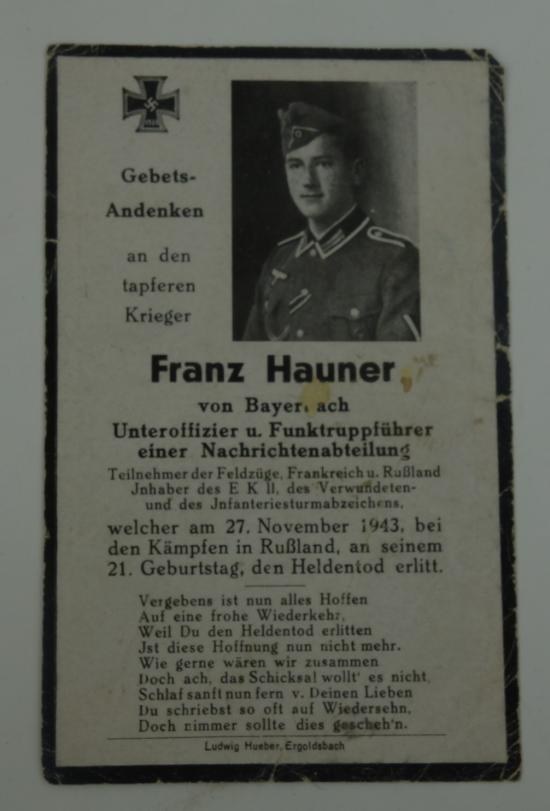 Gebets-
Andenken
an den
tapferen
Krieger
Franz Hauner
von
Unteroffizier u. Funktruppführer
einer Nachrichtenabteilung
Teilnehmer der Feldzüge, Frankreich u. Rußland
Jnhaber des E K II, des Verwundeten-
und des Jnfanteriesturmabzeichens,
welcher am 27. November 1943, bei
den Kämpfen in Rußland, an seinem
21. Geburtstag, den Heldentod erlitt.
Vergebens ist nun alles Hoffen
Auf eine frohe Wiederkehr,
Weil Du den Heldentod erlitten
Jst diese Hoffnung nun nicht mehr.
Wie gerne wären wir zusammen
Doch ach, das Schicksal wollt' es nicht,
Schlaf sanft nun fern v. Deinen Lieben
Du schriebst so oft auf Wiedersehn,
Doch nimmer sollte dies gescheh'n.
Ludwig Hueber, Ergoldsbach